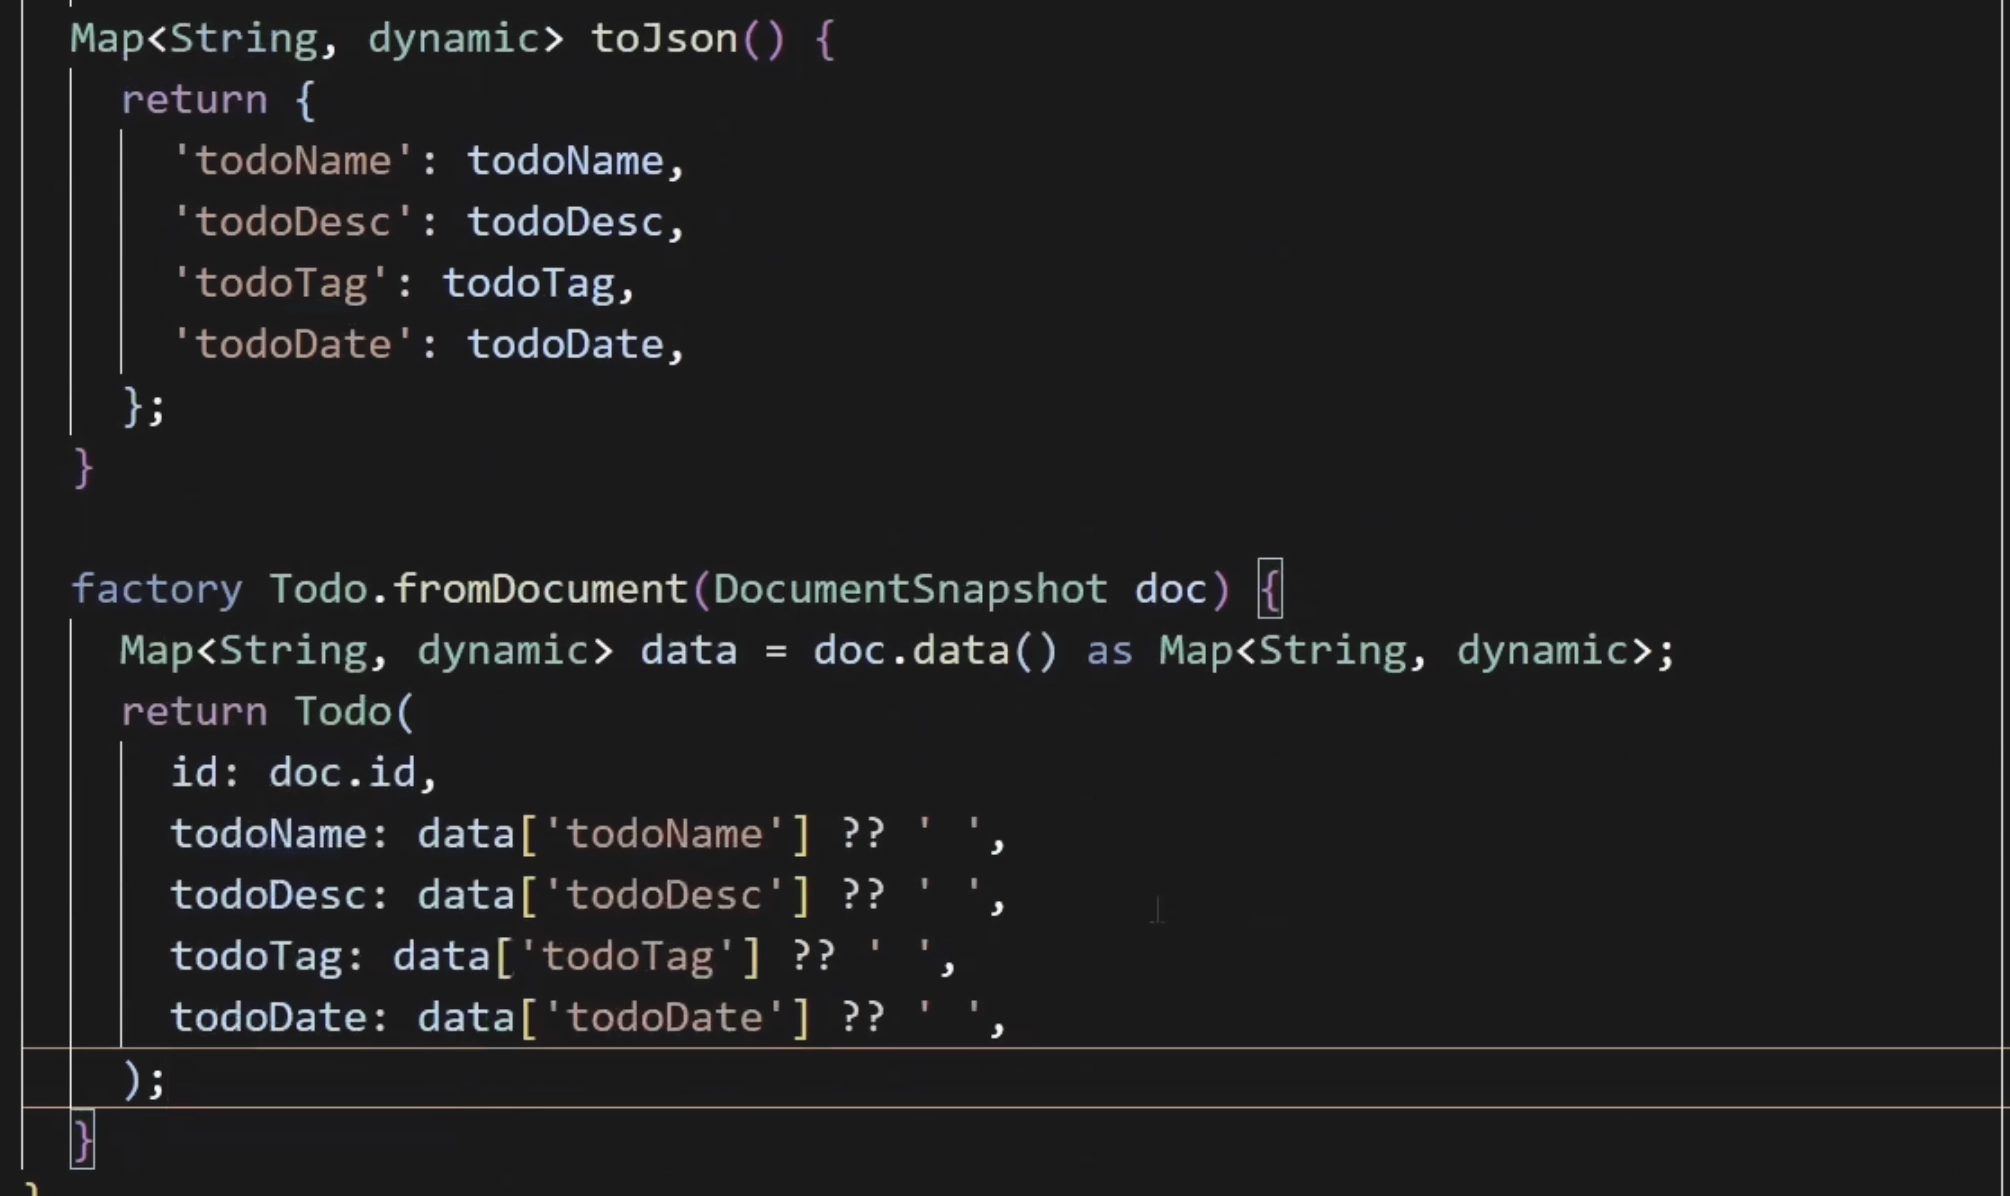 Map<String, dynamic> toJson() {
return {
'todoName': todoName,
'todoDesc': todoDesc,
'todoTag': todoTag,
'todoDate': todoDate,
};
}
factory Todo.fromDocument(DocumentSnapshot doc) {
Map<String, dynamic> data = doc.data() as Map<String, dynamic>;
return Todo(
id: doc.id,
todoName: data['todoName'] ?? ' ',
todoDesc: data['todoDesc'] ?? ' ',
todoTag: data['todoTag'] ?? ' ',
todoDate: data['todoDate'] ?? ' ',
);
}
}